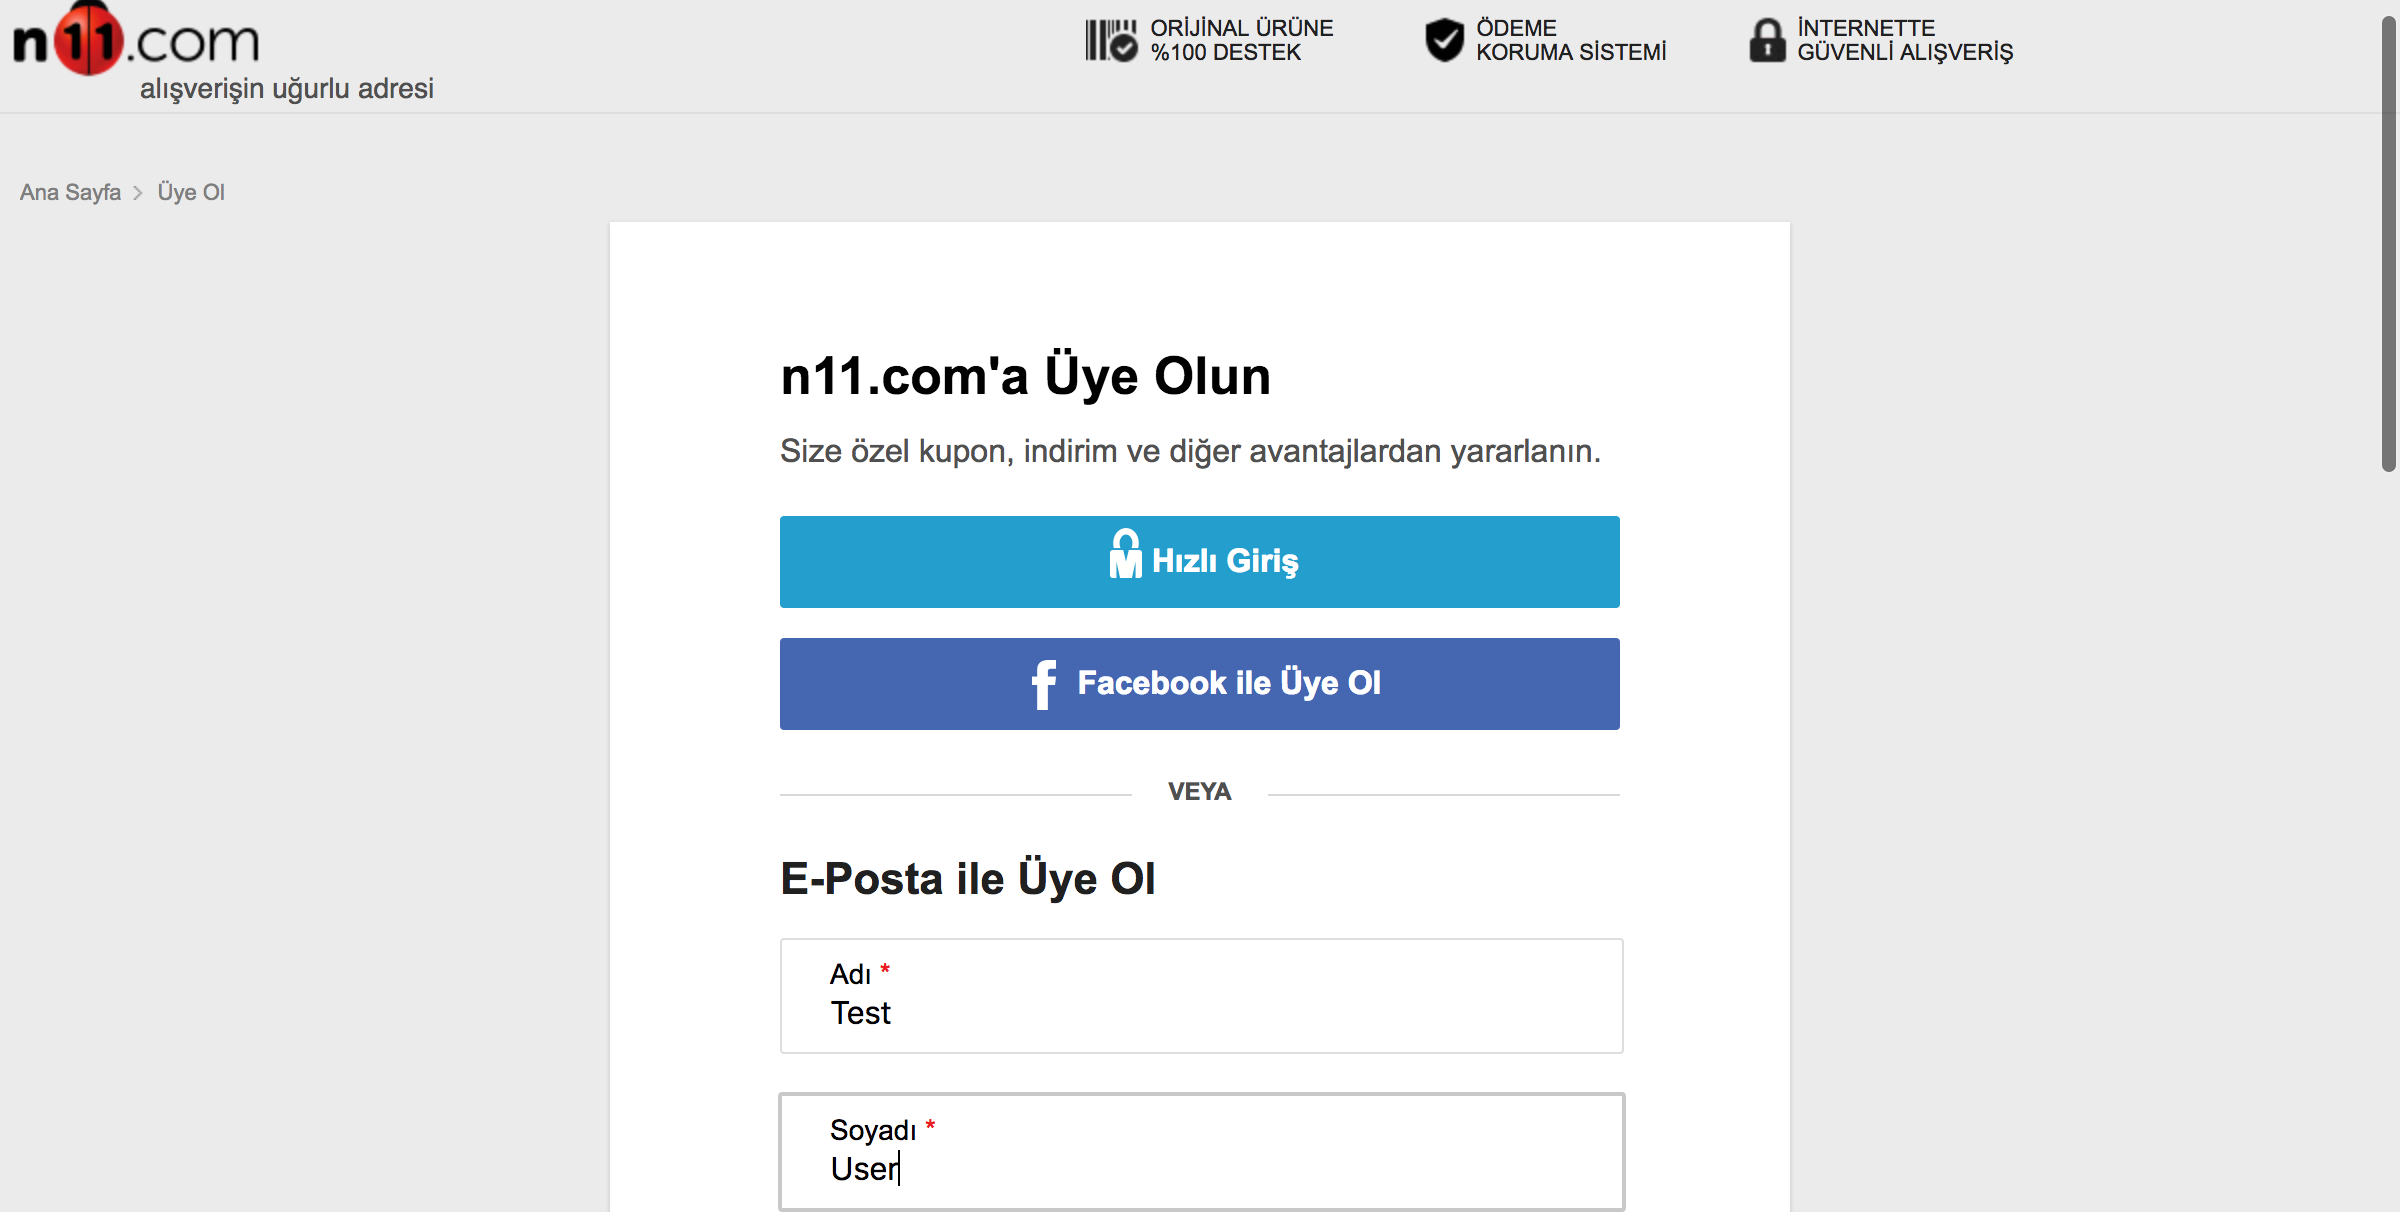 n11.com
alışverişin uğurlu adresi
ORİJİNAL ÜRÜNE
%100 DESTEK
ÖDEME
KORUMA SİSTEMİ
İNTERNETTE
GÜVENLİ ALIŞVERİŞ
Ana Sayfa > Üye Ol
n11.com'a Üye Olun
Size özel kupon, indirim ve diğer avantajlardan yararlanın.
Hızlı Giriş
Facebook ile Üye Ol
VEYA
E-Posta ile Üye Ol
Adı *
Test
Soyadı *
User